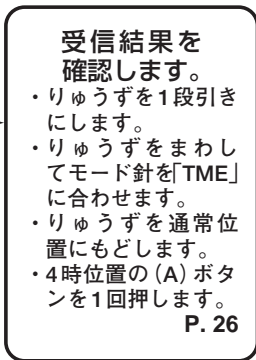 受信結果を
確認します。
・りゅうずを1段引き
にします。
・りゅうずをまわし
てモード針を「TME」
に合わせます。
・りゅうずを通常位
置にもどします。
・4時位置の(A)ボタ
ンを1回押します。
P. 26